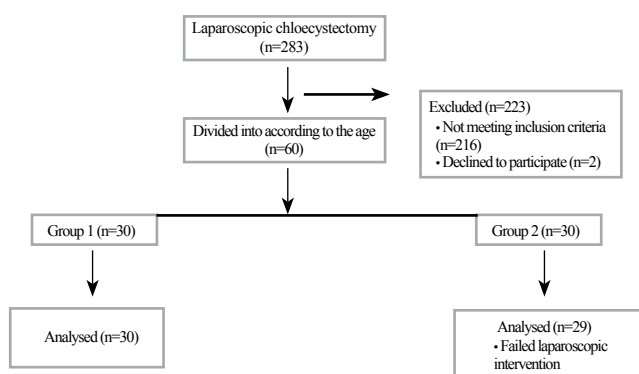 Laparoscopic chloecystectomy
(n=283)
Excluded (n=223)
• Not meeting inclusion criteria
(n=216)
• Declined to participate (n=2)
Divided into according to the age
(n=60)
Group 1 (n=30)
Group 2 (n=30)
Analysed (n=30)
Analysed (n=29)
• Failed laparoscopic
intervention